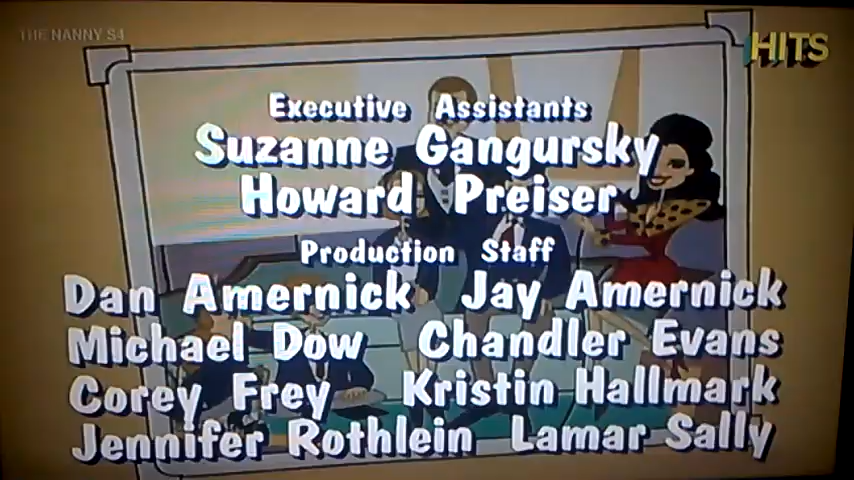 THE NANNY S4
HITS
Executive Assistants
Suzanne Gangursky
Howard Preiser
Production Staff
Dan Amernick Jay Amernick
Michael Dow Chandler Evans
Corey Frey Kristin Hallmark
Jennifer Rothlein Lamar Sally